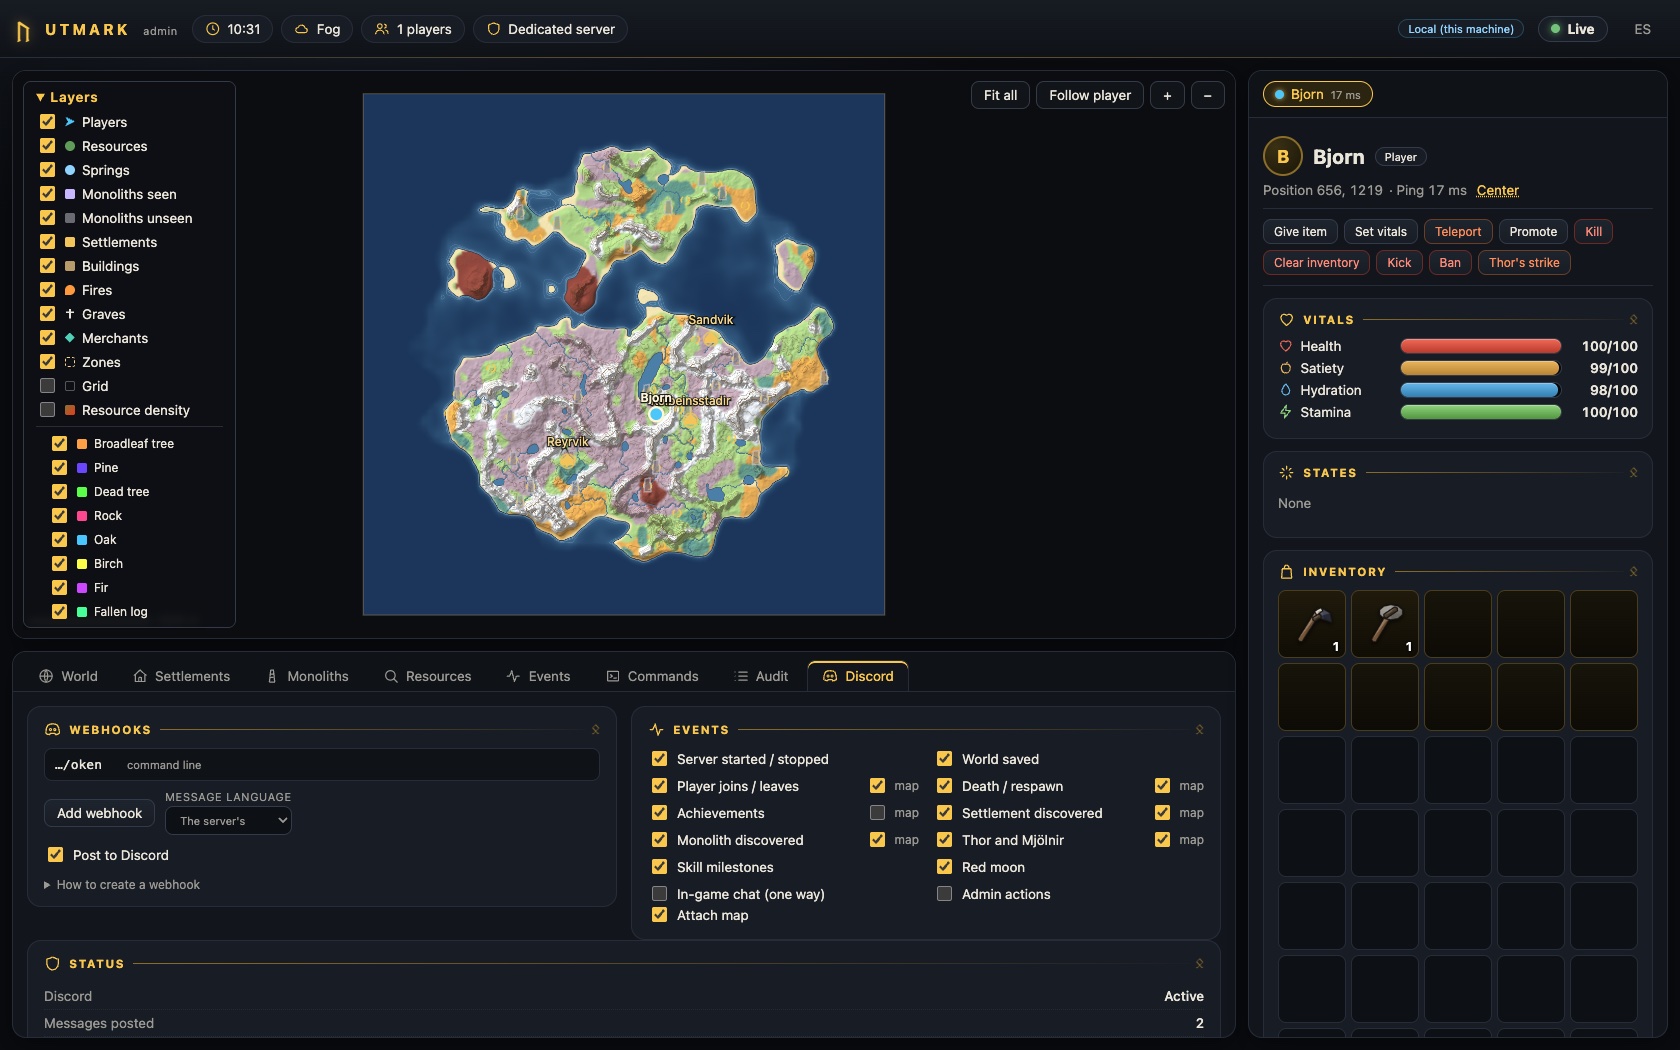 UTMARK admin 10:31 Fog 1 players Dedicated server Local (this machine) Live ES
Layers
Players
Resources
Springs
Monoliths seen
Monoliths unseen
Settlements
Buildings
Fires
Graves
Merchants
Zones
Grid
Resource density
Broadleaf tree
Pine
Dead tree
Rock
Oak
Birch
Fir
Fallen log
Fit all Follow player + −
Sandvik
Bjorn
Reyrvik
World Settlements Monoliths Resources Events Commands Audit Discord
WEBHOOKS
…/oken command line
MESSAGE LANGUAGE
Add webhook The server's
Post to Discord
How to create a webhook
EVENTS
Server started / stopped World saved
Player joins / leaves map Death / respawn map
Achievements map Settlement discovered map
Monolith discovered map Thor and Mjölnir map
Skill milestones Red moon
In-game chat (one way) Admin actions
Attach map
STATUS
Discord Active
Messages posted 2
Bjorn 17 ms
B Bjorn Player
Position 656, 1219 · Ping 17 ms Center
Give item Set vitals Teleport Promote Kill
Clear inventory Kick Ban Thor's strike
VITALS
Health 100/100
Satiety 99/100
Hydration 98/100
Stamina 100/100
STATES
None
INVENTORY
1 1